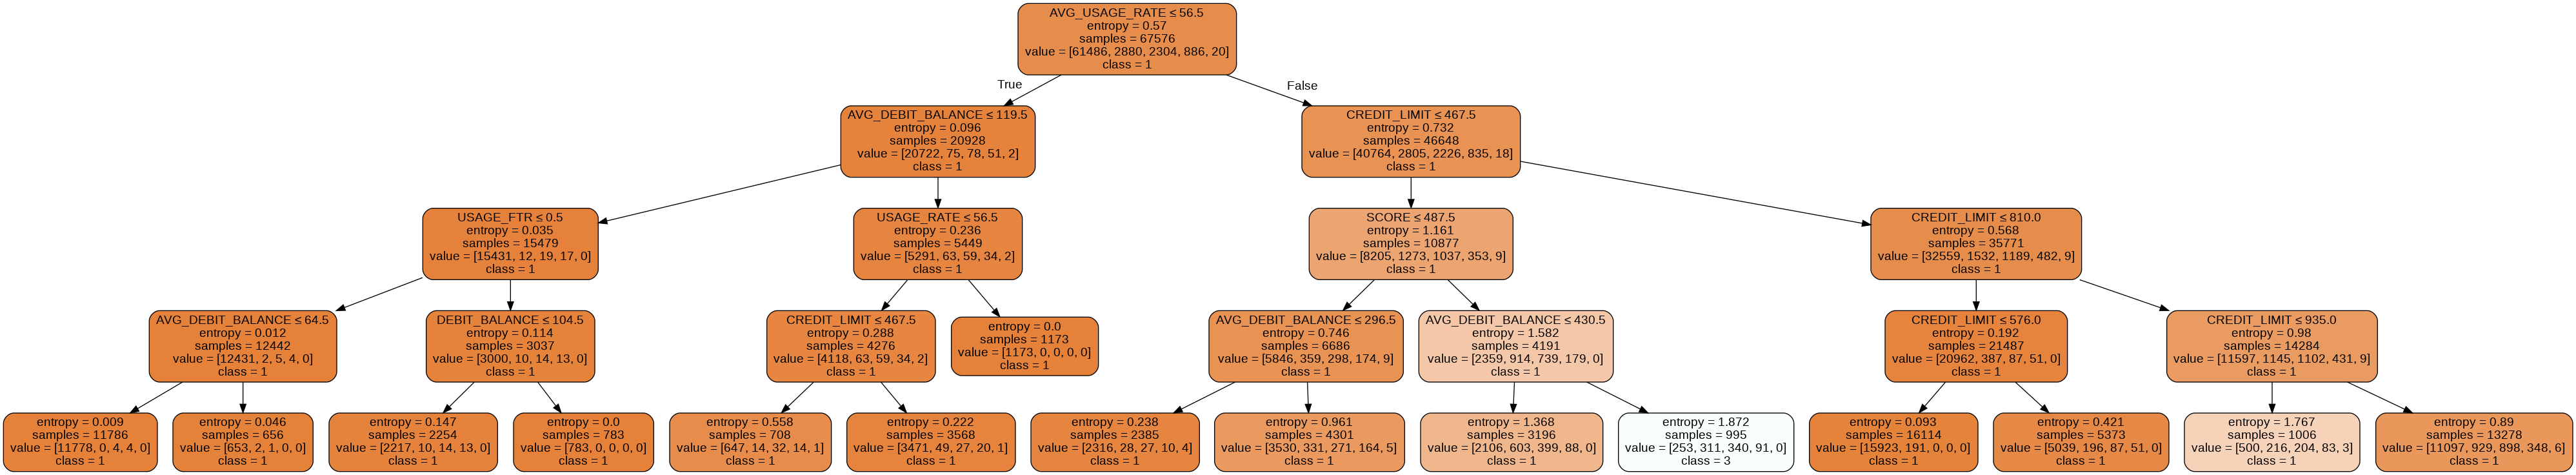 AVG_USAGE_RATE ≤ 56.5
entropy = 0.57
samples = 67576
value = [61486, 2880, 2304, 886, 20]
class = 1
True
False
AVG_DEBIT_BALANCE ≤ 119.5
entropy = 0.096
samples = 20928
value = [20722, 75, 78, 51, 2]
class = 1
CREDIT_LIMIT ≤ 467.5
entropy = 0.732
samples = 46648
value = [40764, 2805, 2226, 835, 18]
class = 1
USAGE_FTR ≤ 0.5
entropy = 0.035
samples = 15479
value = [15431, 12, 19, 17, 0]
class = 1
USAGE_RATE ≤ 56.5
entropy = 0.236
samples = 5449
value = [5291, 63, 59, 34, 2]
class = 1
SCORE ≤ 487.5
entropy = 1.161
samples = 10877
value = [8205, 1273, 1037, 353, 9]
class = 1
CREDIT_LIMIT ≤ 810.0
entropy = 0.568
samples = 35771
value = [32559, 1532, 1189, 482, 9]
class = 1
AVG_DEBIT_BALANCE ≤ 64.5
entropy = 0.012
samples = 12442
value = [12431, 2, 5, 4, 0]
class = 1
DEBIT_BALANCE ≤ 104.5
entropy = 0.114
samples = 3037
value = [3000, 10, 14, 13, 0]
class = 1
CREDIT_LIMIT ≤ 467.5
entropy = 0.288
samples = 4276
value = [4118, 63, 59, 34, 2]
class = 1
entropy = 0.0
samples = 1173
value = [1173, 0, 0, 0, 0]
class = 1
AVG_DEBIT_BALANCE ≤ 296.5
entropy = 0.746
samples = 6686
value = [5846, 359, 298, 174, 9]
class = 1
AVG_DEBIT_BALANCE ≤ 430.5
entropy = 1.582
samples = 4191
value = [2359, 914, 739, 179, 0]
class = 1
CREDIT_LIMIT ≤ 576.0
entropy = 0.192
samples = 21487
value = [20962, 387, 87, 51, 0]
class = 1
CREDIT_LIMIT ≤ 935.0
entropy = 0.98
samples = 14284
value = [11597, 1145, 1102, 431, 9]
class = 1
entropy = 0.009
samples = 11786
value = [11778, 0, 4, 4, 0]
class = 1
entropy = 0.046
samples = 656
value = [653, 2, 1, 0, 0]
class = 1
entropy = 0.147
samples = 2254
value = [2217, 10, 14, 13, 0]
class = 1
entropy = 0.0
samples = 783
value = [783, 0, 0, 0, 0]
class = 1
entropy = 0.558
samples = 708
value = [647, 14, 32, 14, 1]
class = 1
entropy = 0.222
samples = 3568
value = [3471, 49, 27, 20, 1]
class = 1
entropy = 0.238
samples = 2385
value = [2316, 28, 27, 10, 4]
class = 1
entropy = 0.961
samples = 4301
value = [3530, 331, 271, 164, 5]
class = 1
entropy = 1.368
samples = 3196
value = [2106, 603, 399, 88, 0]
class = 1
entropy = 1.872
samples = 995
value = [253, 311, 340, 91, 0]
class = 3
entropy = 0.093
samples = 16114
value = [15923, 191, 0, 0, 0]
class = 1
entropy = 0.421
samples = 5373
value = [5039, 196, 87, 51, 0]
class = 1
entropy = 1.767
samples = 1006
value = [500, 216, 204, 83, 3]
class = 1
entropy = 0.89
samples = 13278
value = [11097, 929, 898, 348, 6]
class = 1